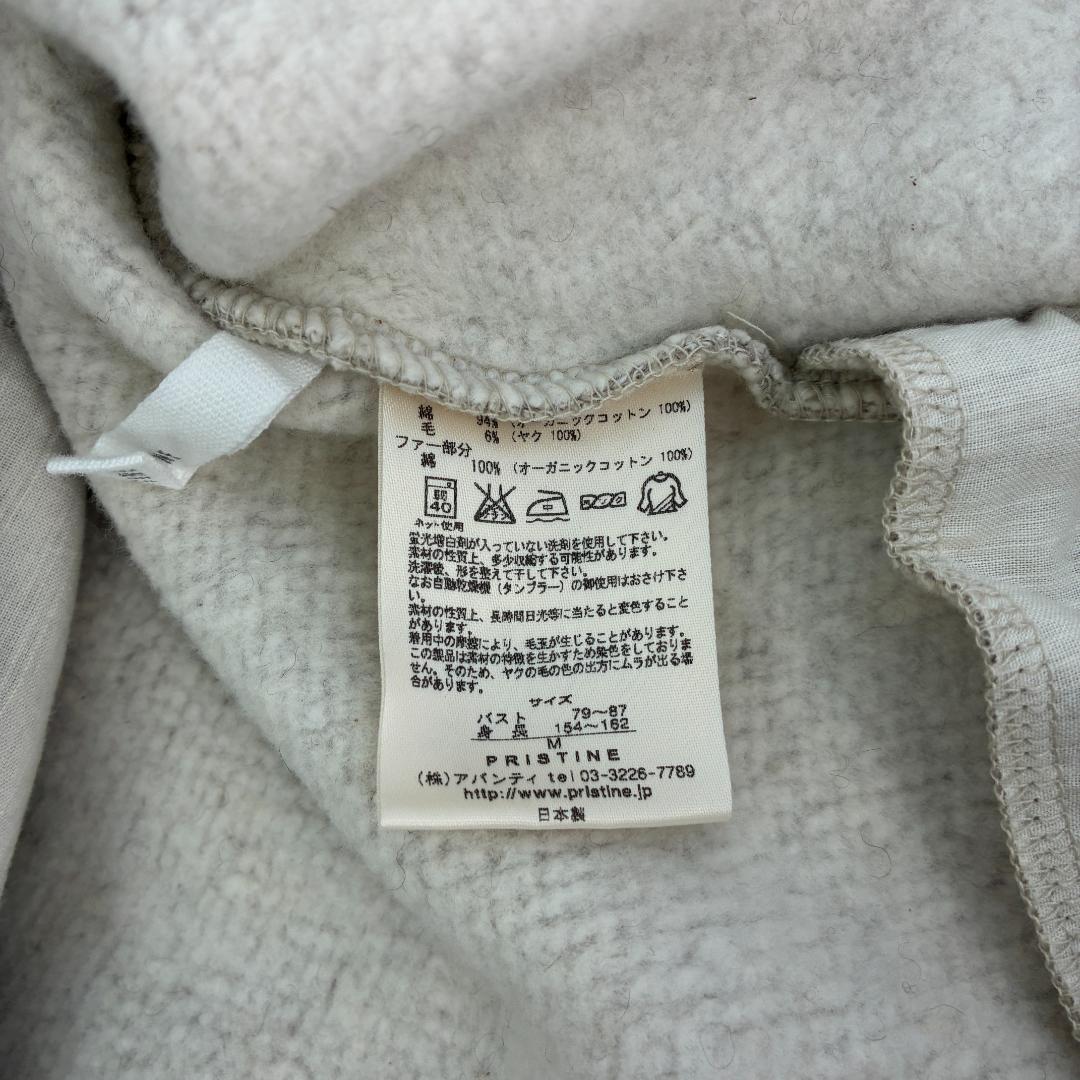 綿 94% (オーガニックコットン 100%)
毛 6% (ヤク 100%)
ファー部分
綿 100% (オーガニックコットン 100%)
弱
40
ネット使用
蛍光増白剤が入っていない洗剤を使用して下さい。
素材の性質上、多少収縮する可能性があります。
洗濯後、形を整えて干して下さい。
なお自動乾燥機(タンブラー)の御使用はおさけ下さ
い。
素材の性質上、長時間日光等に当たると変色すること
があります。
着用中の摩擦により、毛玉が生じることがあります。
この製品は素材の特徴を生かすため染色をしておりま
せん。そのため、ヤクの毛の色の出方にムラが出る場
合があります。
サイズ
バスト 79～87
身長 154～162
M
PRISTINE
(株)アバンティ tel 03-3226-7789
http://www.pristine.jp
日本製